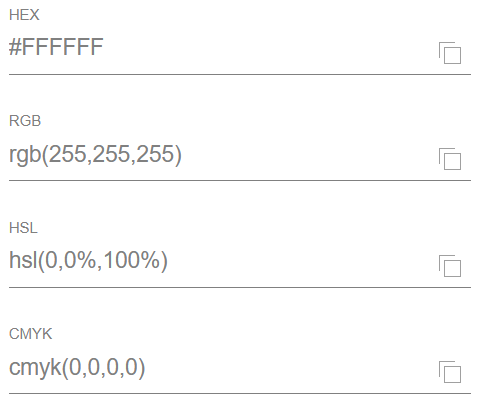 HEX
#FFFFFF
RGB
rgb(255,255,255)
HSL
hsl(0,0%,100%)
CMYK
cmyk(0,0,0,0)